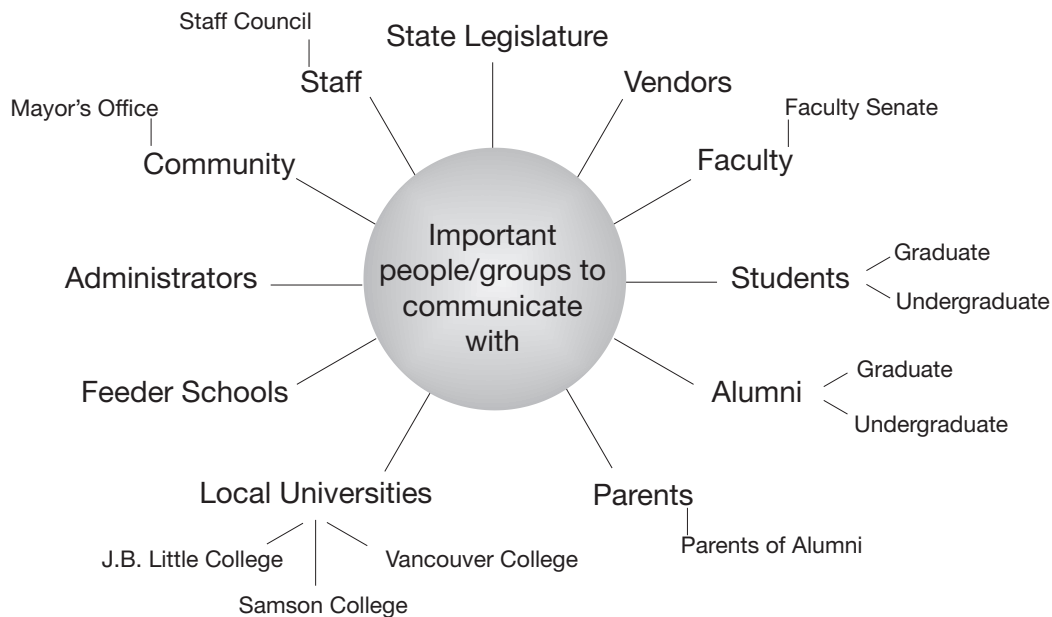 Staff Council
State Legislature
Staff
Vendors
Mayor’s Office
Faculty Senate
Community
Faculty
Important
people/groups to
communicate
with
Administrators
Students
Graduate
Undergraduate
Feeder Schools
Alumni
Graduate
Undergraduate
Local Universities
J.B. Little College
Vancouver College
Samson College
Parents
Parents of Alumni